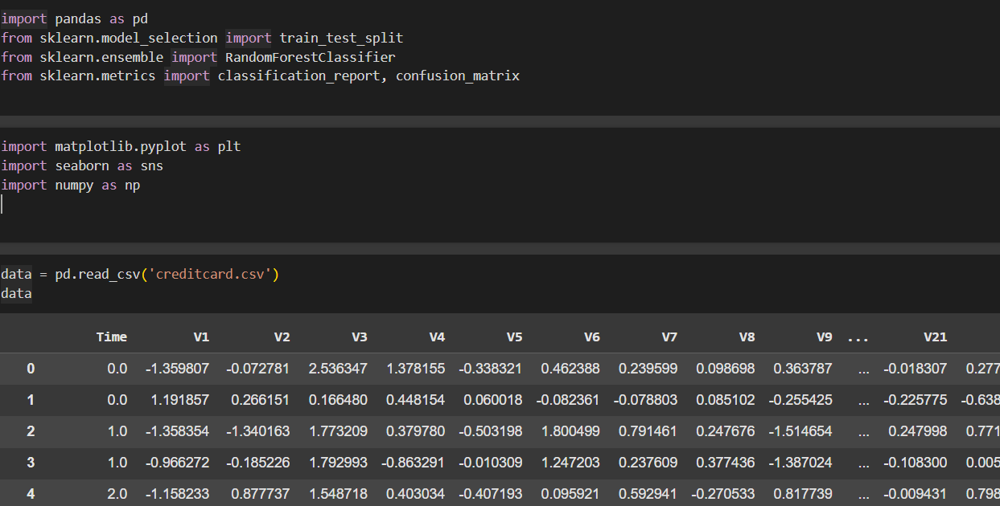 import pandas as pd
from sklearn.model_selection import train_test_split
from sklearn.ensemble import RandomForestClassifier
from sklearn.metrics import classification_report, confusion_matrix
import matplotlib.pyplot as plt
import seaborn as sns
import numpy as np
data = pd.read_csv('creditcard.csv')
data
Time V1 V2 V3 V4 V5 V6 V7 V8 V9 ... V21
0 0.0 -1.359807 -0.072781 2.536347 1.378155 -0.338321 0.462388 0.239599 0.098698 0.363787 ... -0.018307 0.277
1 0.0 1.191857 0.266151 0.166480 0.448154 0.060018 -0.082361 -0.078803 0.085102 -0.255425 ... -0.225775 -0.638
2 1.0 -1.358354 -1.340163 1.773209 0.379780 -0.503198 1.800499 0.791461 0.247676 -1.514654 ... 0.247998 0.771
3 1.0 -0.966272 -0.185226 1.792993 -0.863291 -0.010309 1.247203 0.237609 0.377436 -1.387024 ... -0.108300 0.005
4 2.0 -1.158233 0.877737 1.548718 0.403034 -0.407193 0.095921 0.592941 -0.270533 0.817739 ... -0.009431 0.798